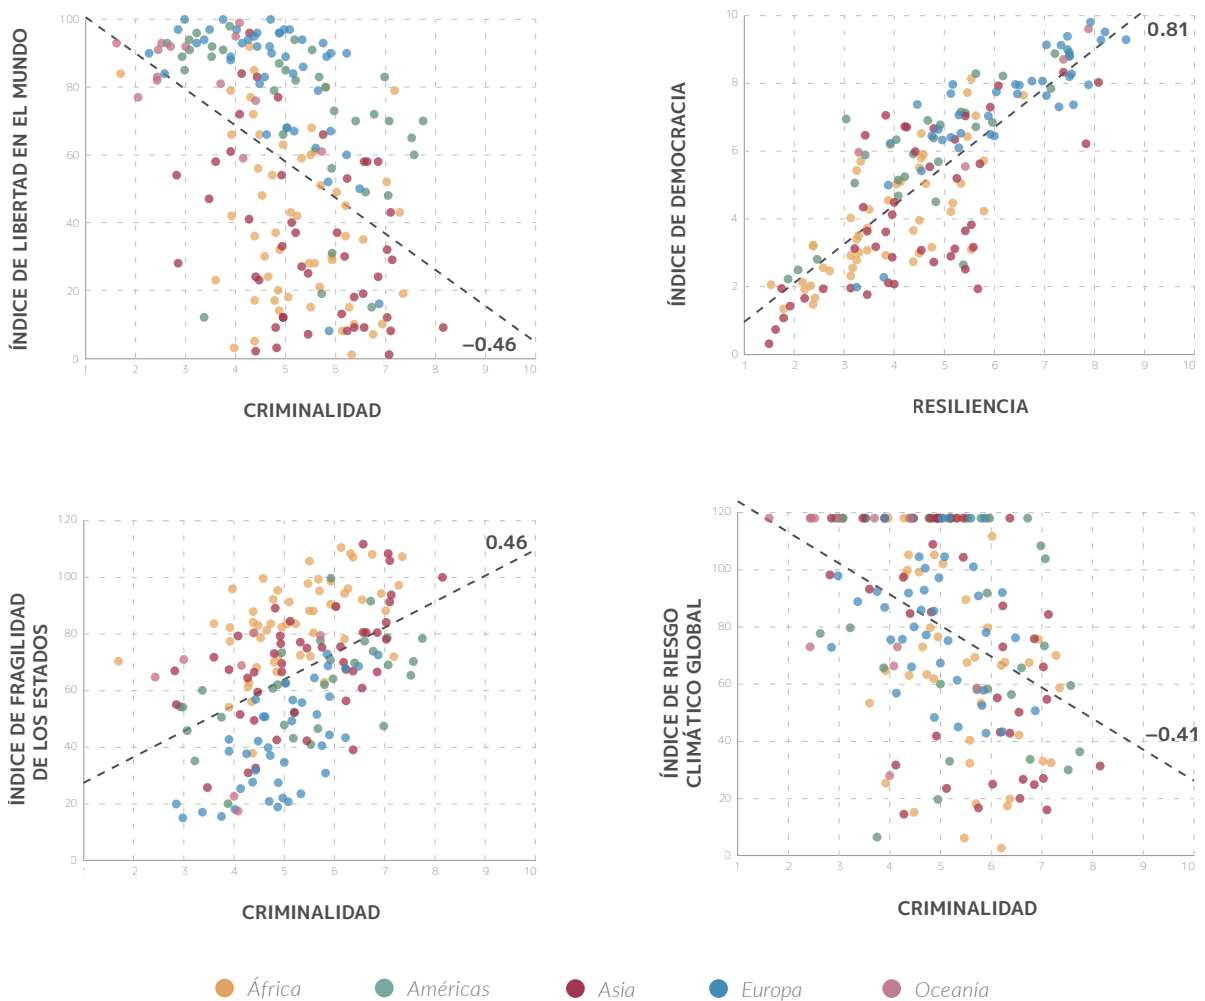 ÍNDICE DE LIBERTAD EN EL MUNDO
100
80
60
40
20
0
1 2 3 4 5 6 7 8 9 10
−0.46
CRIMINALIDAD
ÍNDICE DE DEMOCRACIA
10
8
6
4
2
0
1 2 3 4 5 6 7 8 9 10
0.81
RESILIENCIA
ÍNDICE DE FRAGILIDAD
DE LOS ESTADOS
120
100
80
60
40
20
0
1 2 3 4 5 6 7 8 9 10
0.46
CRIMINALIDAD
ÍNDICE DE RIESGO
CLIMÁTICO GLOBAL
120
100
80
60
40
20
0
1 2 3 4 5 6 7 8 9 10
−0.41
CRIMINALIDAD
África Américas Asia Europa Oceanía